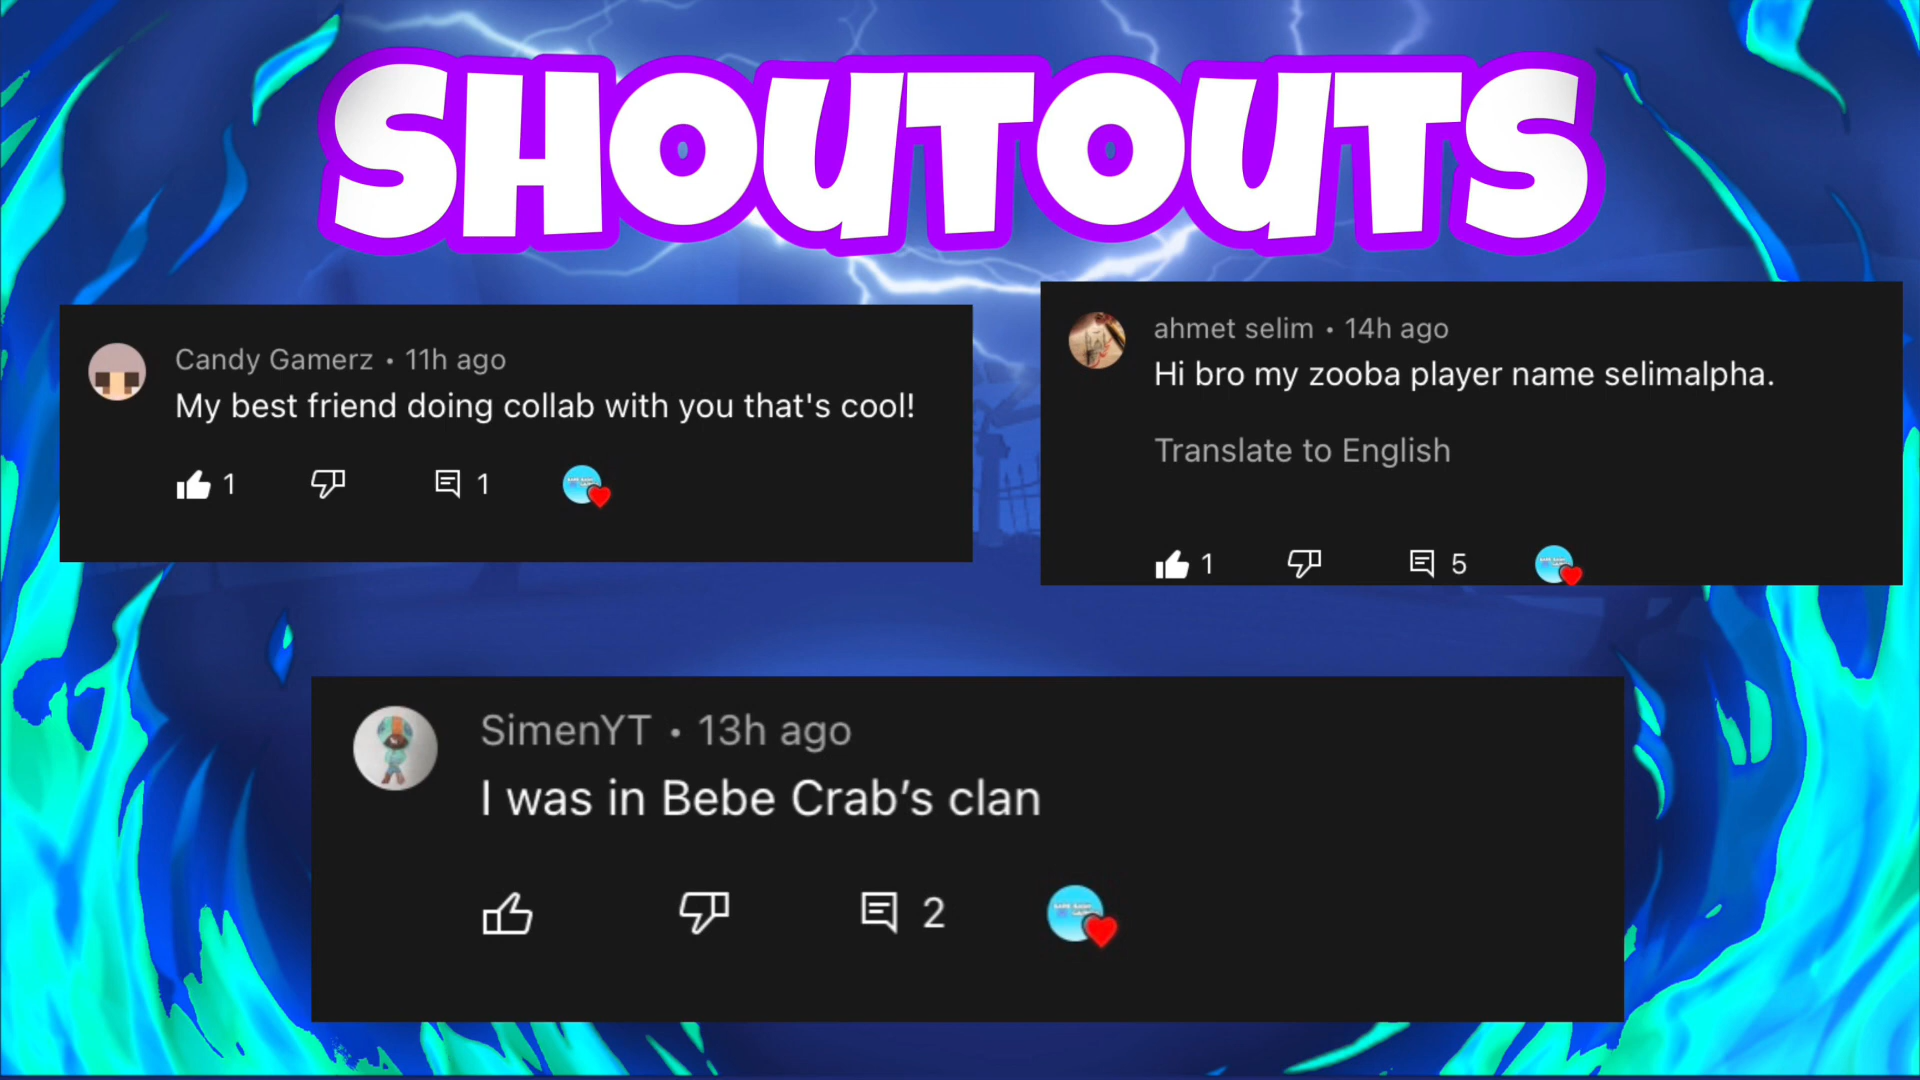 SHOUTOUTS
Candy Gamerz • 11h ago
My best friend doing collab with you that's cool!
1 1
ahmet selim • 14h ago
Hi bro my zooba player name selimalpha.
Translate to English
1 5
SimenYT • 13h ago
I was in Bebe Crab’s clan
2